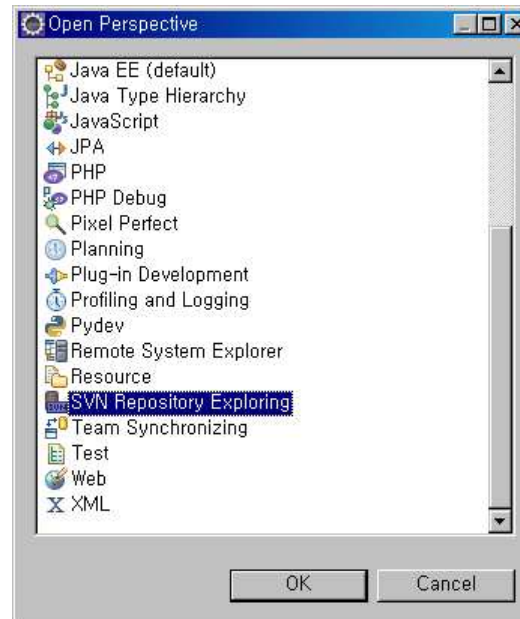 Open Perspective
Java EE (default)
Java Type Hierarchy
JavaScript
JPA
PHP
PHP Debug
Pixel Perfect
Planning
Plug-in Development
Profiling and Logging
Pydev
Remote System Explorer
Resource
SVN Repository Exploring
Team Synchronizing
Test
Web
XML
OK Cancel